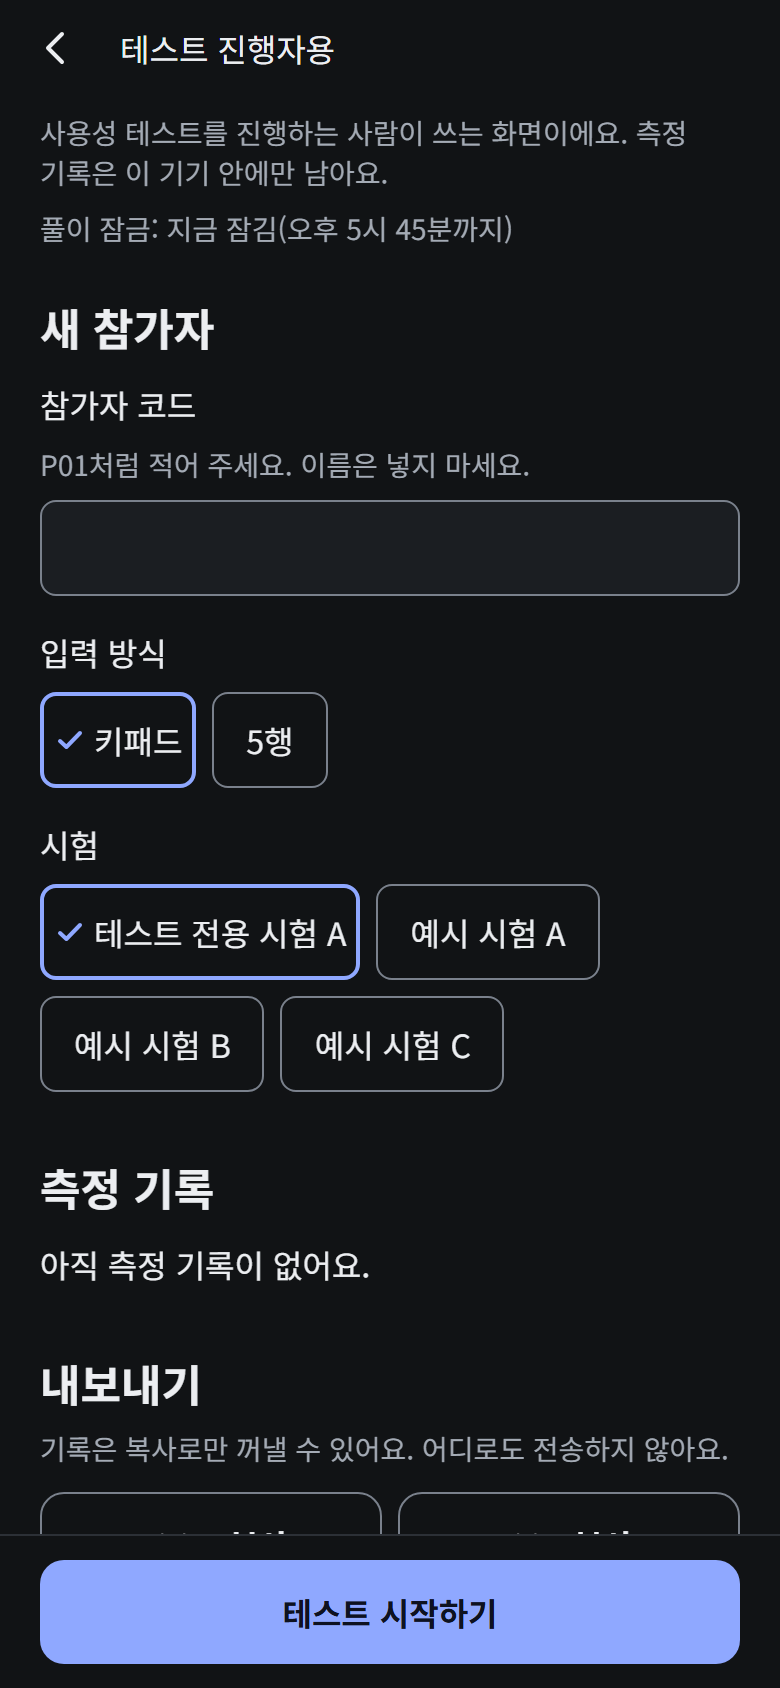 테스트 진행자용
사용성 테스트를 진행하는 사람이 쓰는 화면이에요. 측정
기록은 이 기기 안에만 남아요.
풀이 잠금: 지금 잠김(오후 5시 45분까지)
새 참가자
참가자 코드
P01처럼 적어 주세요. 이름은 넣지 마세요.
입력 방식
키패드 5행
시험
테스트 전용 시험 A 예시 시험 A
예시 시험 B 예시 시험 C
측정 기록
아직 측정 기록이 없어요.
내보내기
기록은 복사로만 꺼낼 수 있어요. 어디로도 전송하지 않아요.
테스트 시작하기